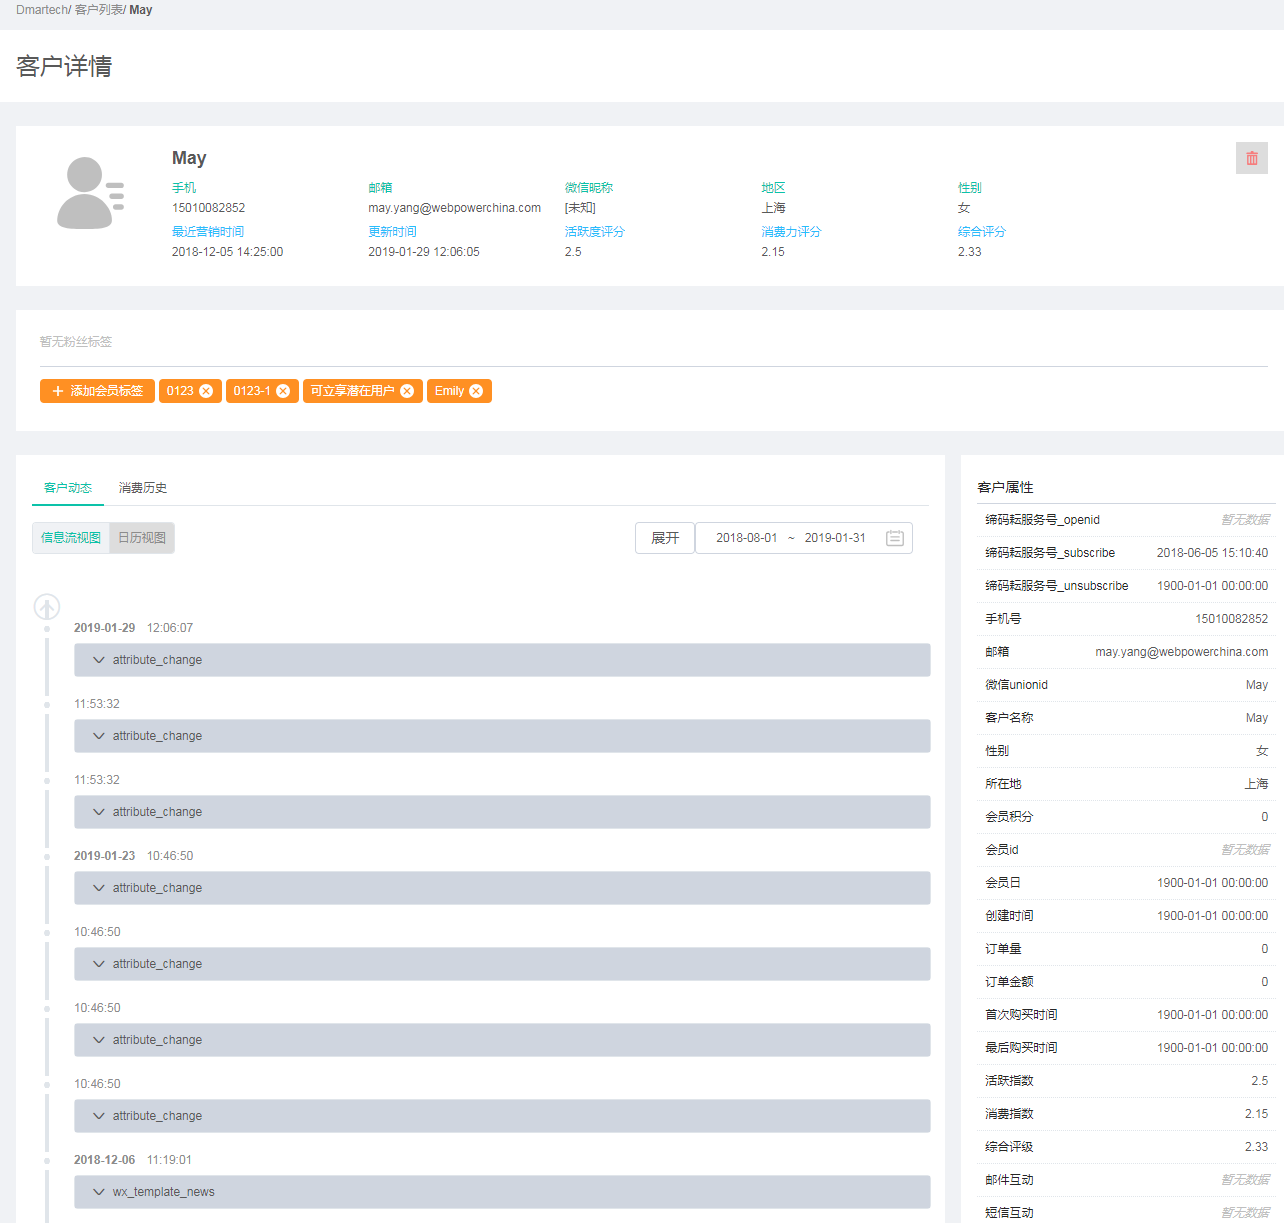 Dmartech/ 客户列表/ May
客户详情
May
手机 邮箱 微信昵称 地区 性别
15010082852 may.yang@webpowerchina.com [未知] 上海 女
最近营销时间 更新时间 活跃度评分 消费力评分 综合评分
2018-12-05 14:25:00 2019-01-29 12:06:05 2.5 2.15 2.33
暂无粉丝标签
添加会员标签 0123 0123-1 可立享潜在用户 Emily
客户动态 消费历史
信息流视图 日历视图 展开 2018-08-01 ~ 2019-01-31
2019-01-29 12:06:07
attribute_change
11:53:32
attribute_change
11:53:32
attribute_change
2019-01-23 10:46:50
attribute_change
10:46:50
attribute_change
10:46:50
attribute_change
10:46:50
attribute_change
2018-12-06 11:19:01
wx_template_news
客户属性
缔码耘服务号_openid 暂无数据
缔码耘服务号_subscribe 2018-06-05 15:10:40
缔码耘服务号_unsubscribe 1900-01-01 00:00:00
手机号 15010082852
邮箱 may.yang@webpowerchina.com
微信unionid May
客户名称 May
性别 女
所在地 上海
会员积分 0
会员id 暂无数据
会员日 1900-01-01 00:00:00
创建时间 1900-01-01 00:00:00
订单量 0
订单金额 0
首次购买时间 1900-01-01 00:00:00
最后购买时间 1900-01-01 00:00:00
活跃指数 2.5
消费指数 2.15
综合评级 2.33
邮件互动 暂无数据
短信互动 暂无数据